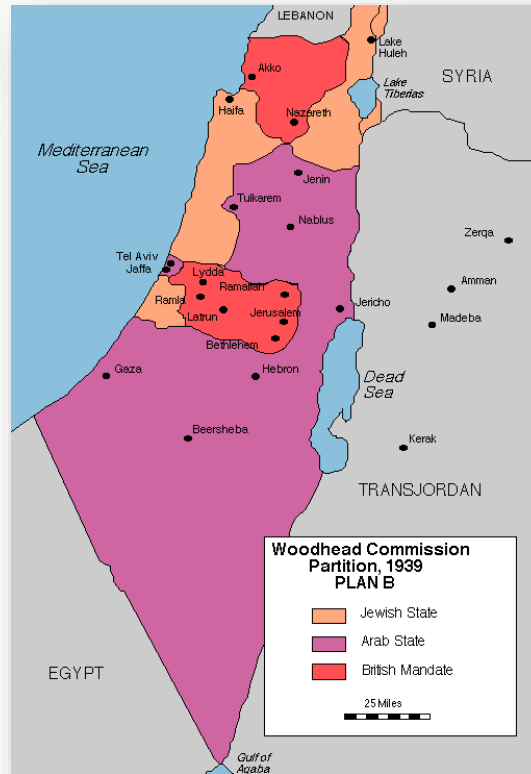 LEBANON
Lake
Huleh
Akko
SYRIA
Lake
Tiberias
Haifa
Nazareth
Mediterranean
Sea
Jenin
Tulkarem
Nablus
Zerqa
Tel Aviv
Jaffa
Lydda
Ramallah
Amman
Ramla
Latrun
Jerusalem
Jericho
Madeba
Bethlehem
Gaza
Hebron
Dead
Sea
Beersheba
Kerak
TRANSJORDAN
Woodhead Commission
Partition, 1939
PLAN B
Jewish State
Arab State
British Mandate
25 Miles
EGYPT
Gulf of
Aqaba